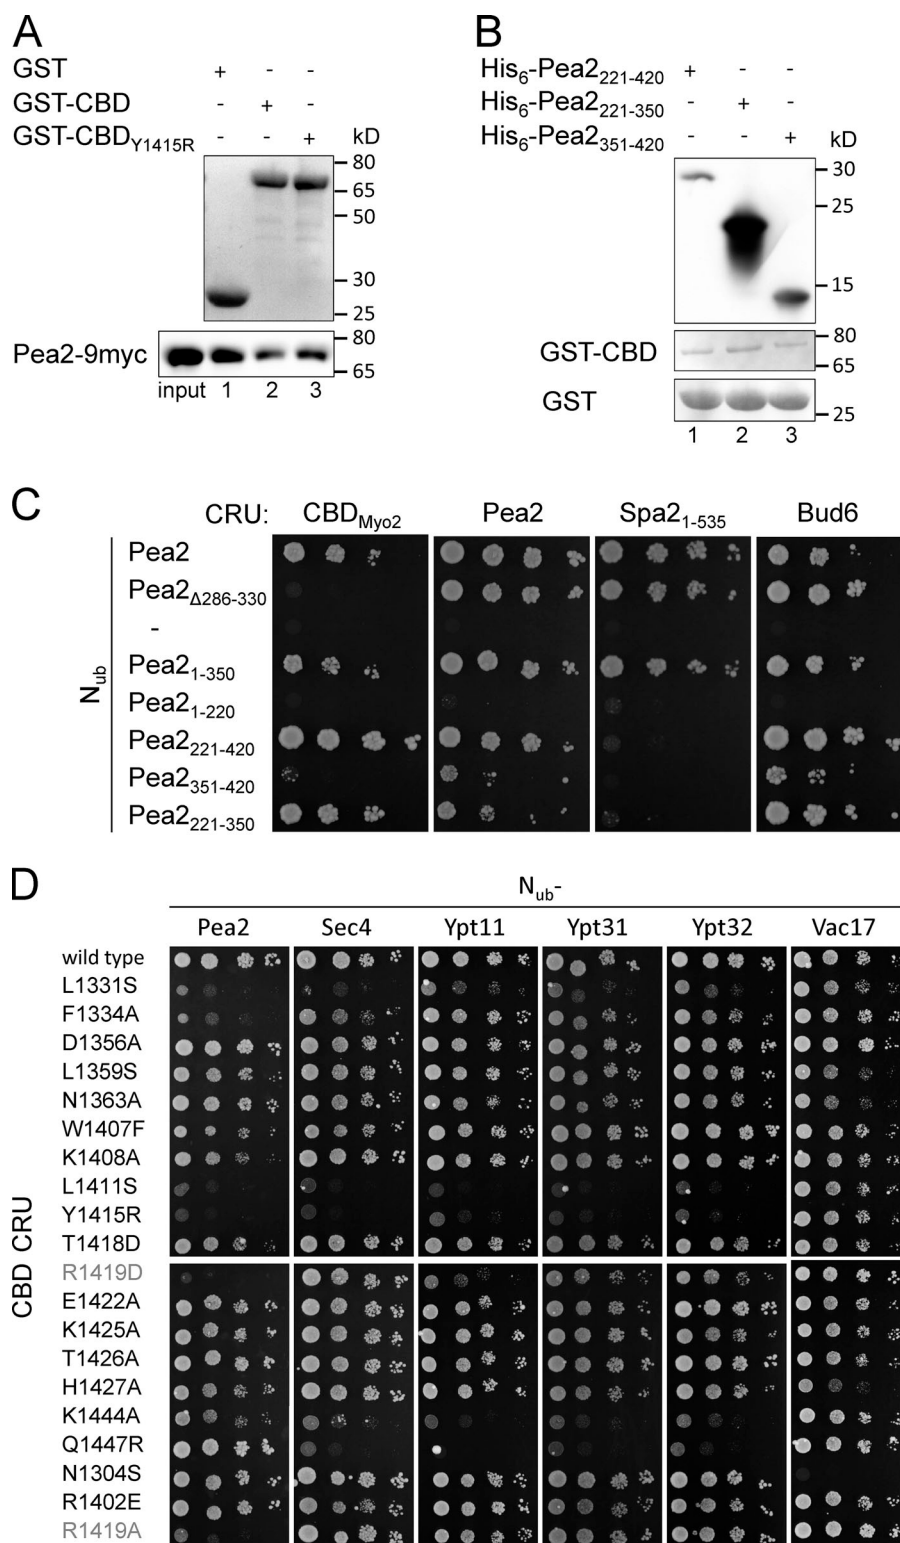 A
GST + - -
GST-CBD - + -
GST-CBDY1415R - - + kD
80
65
50
30
25
80
Pea2-9myc
65
input 1 2 3
B
His6-Pea2221-420 + - -
His6-Pea2221-350 - + -
His6-Pea2351-420 - - + kD
30
25
15
80
GST-CBD
65
GST
25
1 2 3
C
CRU: CBDMyo2 Pea2 Spa21-535 Bud6
Nub
Pea2
Pea2Δ286-330
-
Pea21-350
Pea21-220
Pea2221-420
Pea2351-420
Pea2221-350
D
Nub-
Pea2 Sec4 Ypt11 Ypt31 Ypt32 Vac17
CBD CRU
wild type
L1331S
F1334A
D1356A
L1359S
N1363A
W1407F
K1408A
L1411S
Y1415R
T1418D
R1419D
E1422A
K1425A
T1426A
H1427A
K1444A
Q1447R
N1304S
R1402E
R1419A